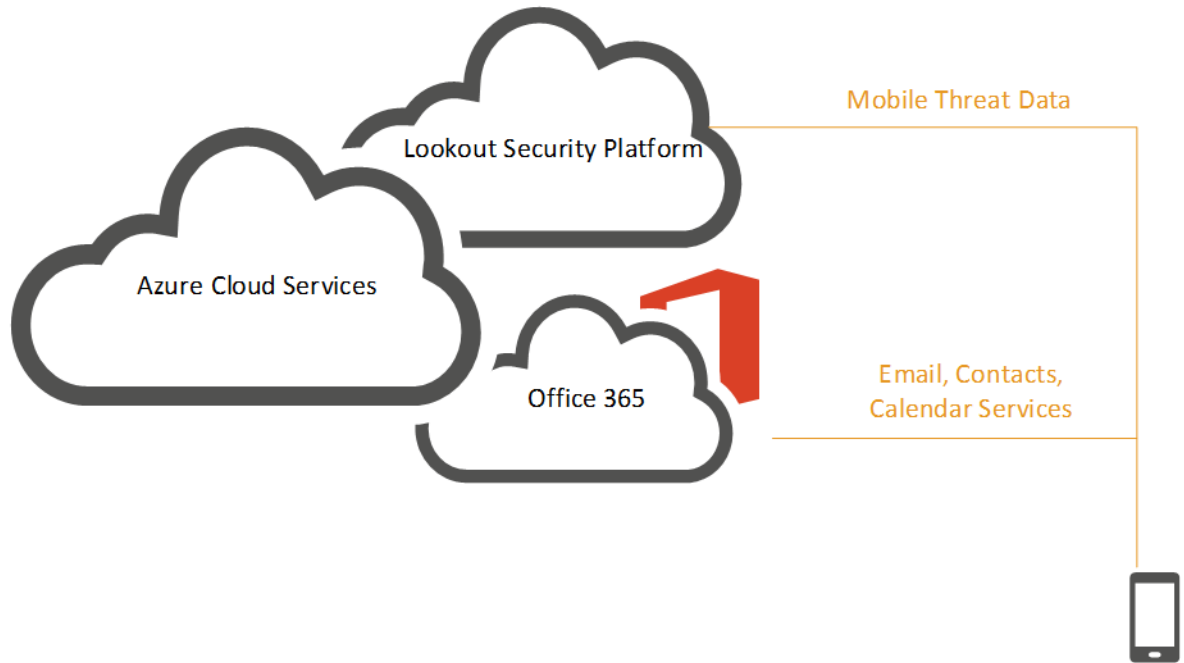 Mobile Threat Data
Lookout Security Platform
Azure Cloud Services
Email, Contacts,
Calendar Services
Office 365